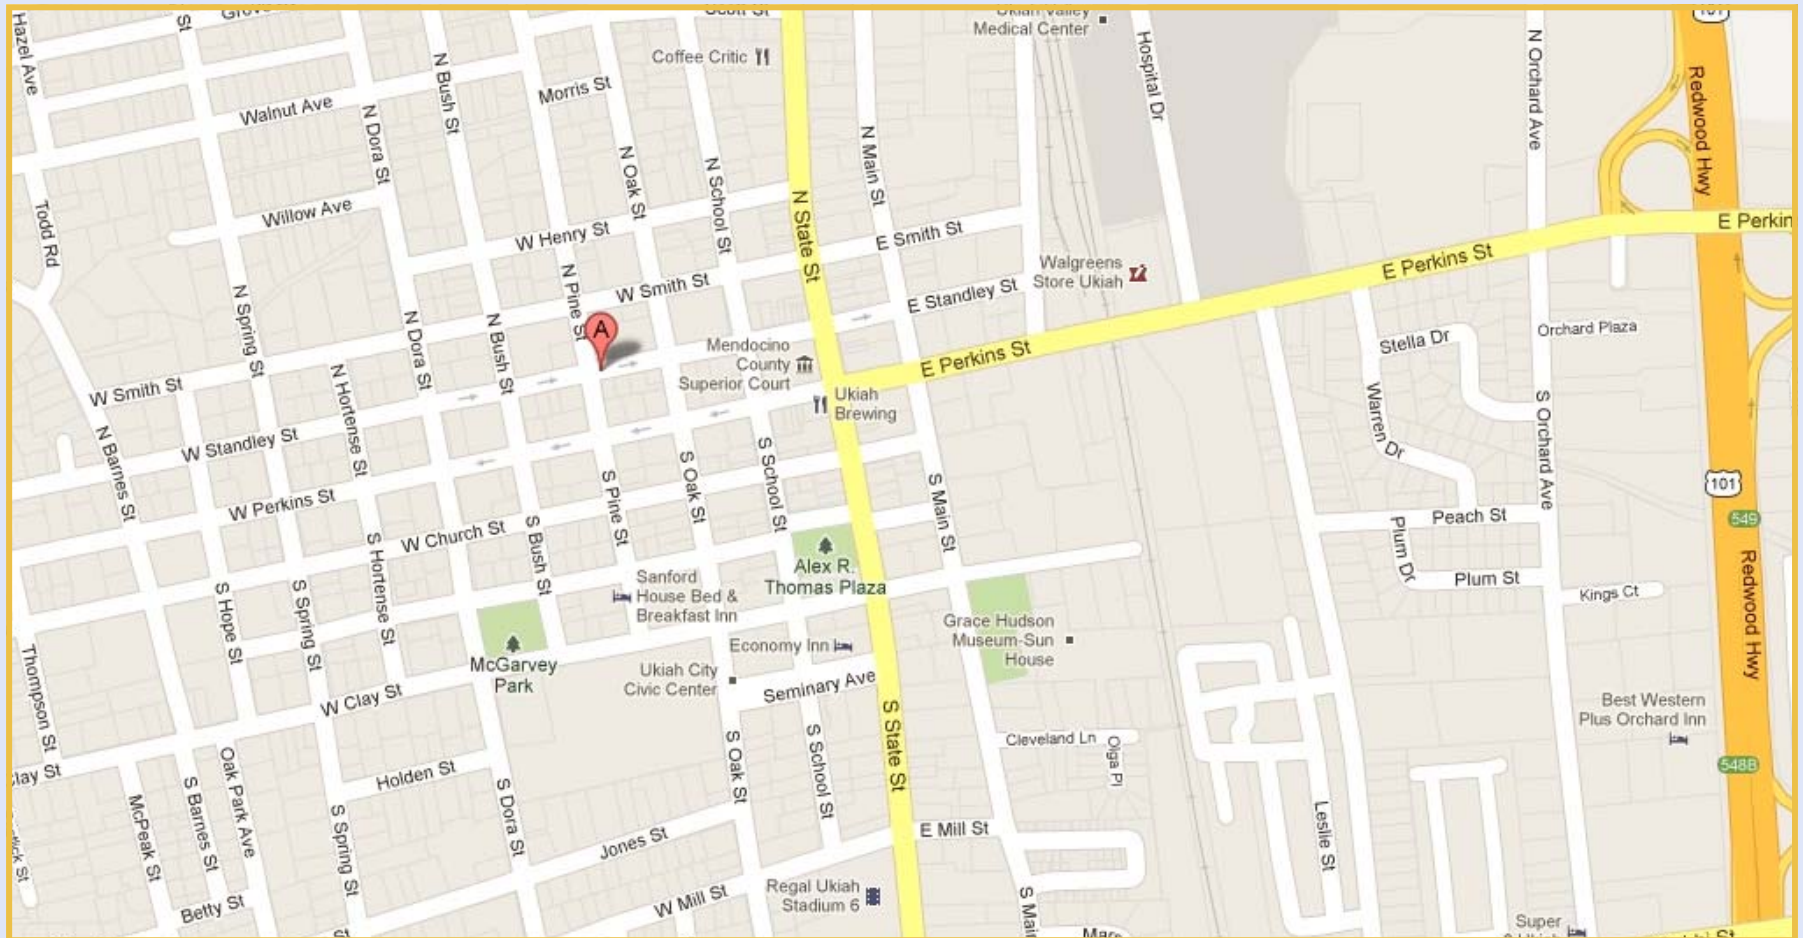 Scott St
Ukiah Valley
Medical Center
101
Hazel Ave
St
N Bush St
Coffee Critic
Morris St
Walnut Ave
N Dora St
Hospital Dr
N Orchard Ave
Redwood Hwy
N Oak St
N School St
N Main St
Todd Rd
Willow Ave
W Henry St
N State St
E Smith St
E Perkins St
E Perkin
Walgreens
Store Ukiah
N Pine St
W Smith St
E Standley St
N Spring St
N Dora St
N Bush St
A
Mendocino
County
Superior Court
E Perkins St
Stella Dr
Orchard Plaza
W Smith St
N Hortense St
Ukiah
Brewing
Warren Dr
S Orchard Ave
N Barnes St
W Standley St
S School St
S Oak St
S Pine St
S Main St
101
549
W Perkins St
W Church St
S Bush St
Peach St
Plum Dr
Plum St
Kings Ct
Redwood Hwy
S Hortense St
Alex R.
Thomas Plaza
Sanford
House Bed &
Breakfast Inn
S Hope St
S Spring St
Grace Hudson
Museum-Sun
House
Economy Inn
McGarvey
Park
Ukiah City
Civic Center
Seminary Ave
Thompson St
W Clay St
S State St
Best Western
Plus Orchard Inn
Cleveland Ln
Olga Pl
548B
lay St
Holden St
Oak Park Ave
S Barnes St
McPeak St
S Spring St
S Dora St
S Oak St
S School St
Jones St
E Mill St
Leslie St
W Mill St
Regal Ukiah
Stadium 6
S Main
Betty St
Super
St